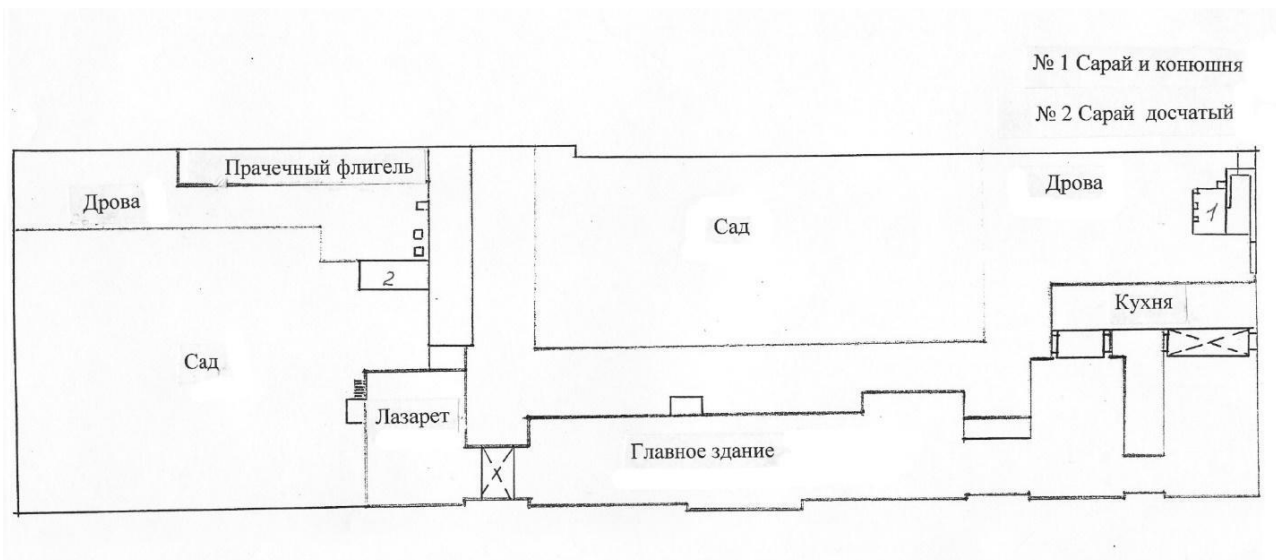 № 1 Сарай и конюшня
№ 2 Сарай досчатый
Прачечный флигель
Дрова
Дрова
1
Сад
2
Кухня
Сад
Лазарет
Главное здание